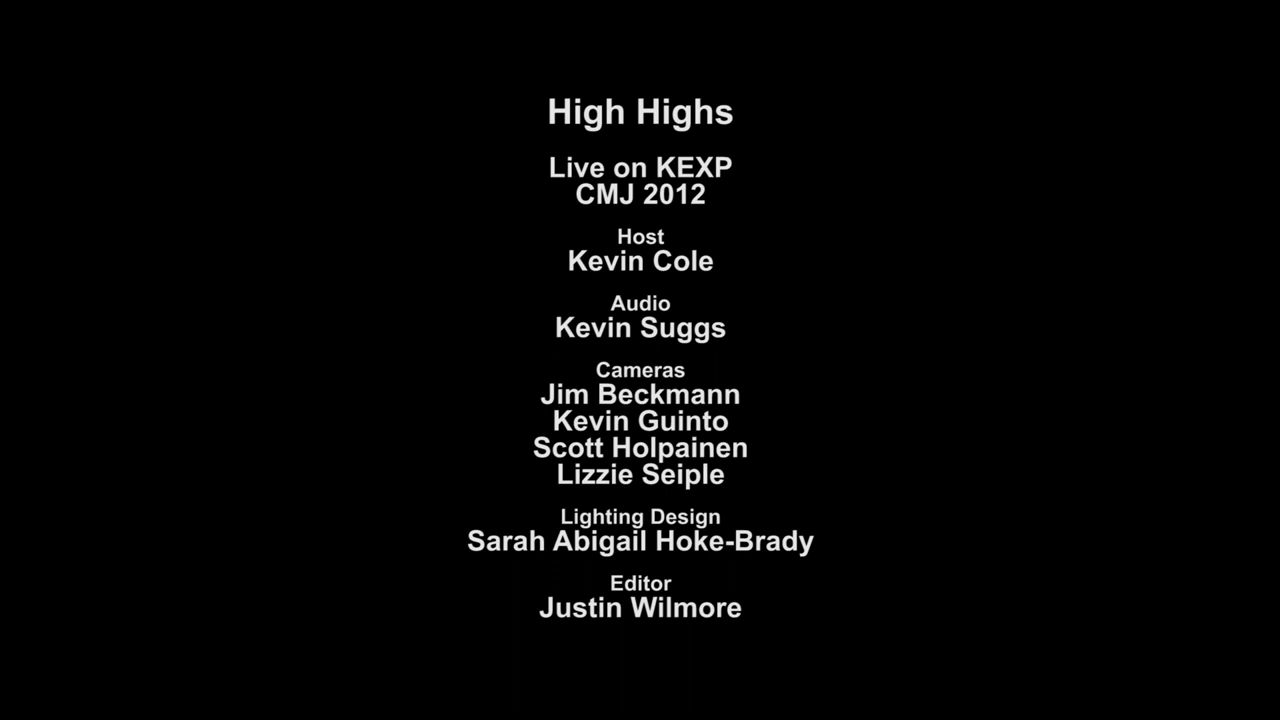 High Highs
Live on KEXP
CMJ 2012
Host
Kevin Cole
Audio
Kevin Suggs
Cameras
Jim Beckmann
Kevin Guinto
Scott Holpainen
Lizzie Seiple
Lighting Design
Sarah Abigail Hoke-Brady
Editor
Justin Wilmore